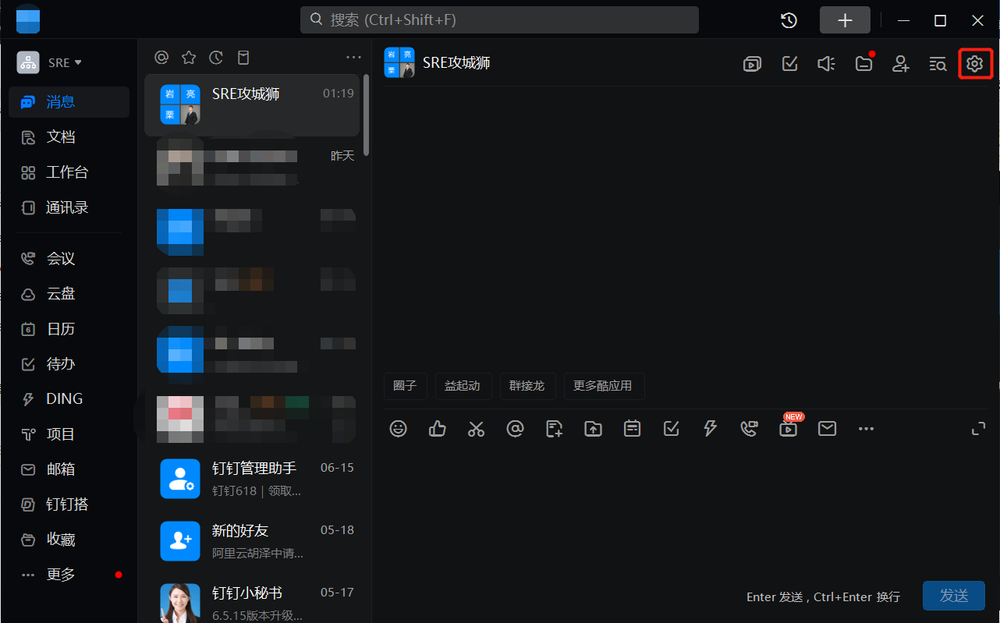 搜索 (Ctrl+Shift+F)
SRE
消息
文档
工作台
通讯录
会议
云盘
6
日历
待办
DING
项目
邮箱
钉钉搭
收藏
更多
岩 亮
栗
SRE攻城狮
01:19
昨天
钉钉管理助手
06-15
钉钉618 | 领取...
新的好友
05-18
阿里云胡泽中请...
钉钉小秘书
05-17
6.5.15版本升级...
岩 亮
栗
SRE攻城狮
圈子
益起动
群接龙
更多酷应用
NEW
Enter 发送 , Ctrl+Enter 换行
发送